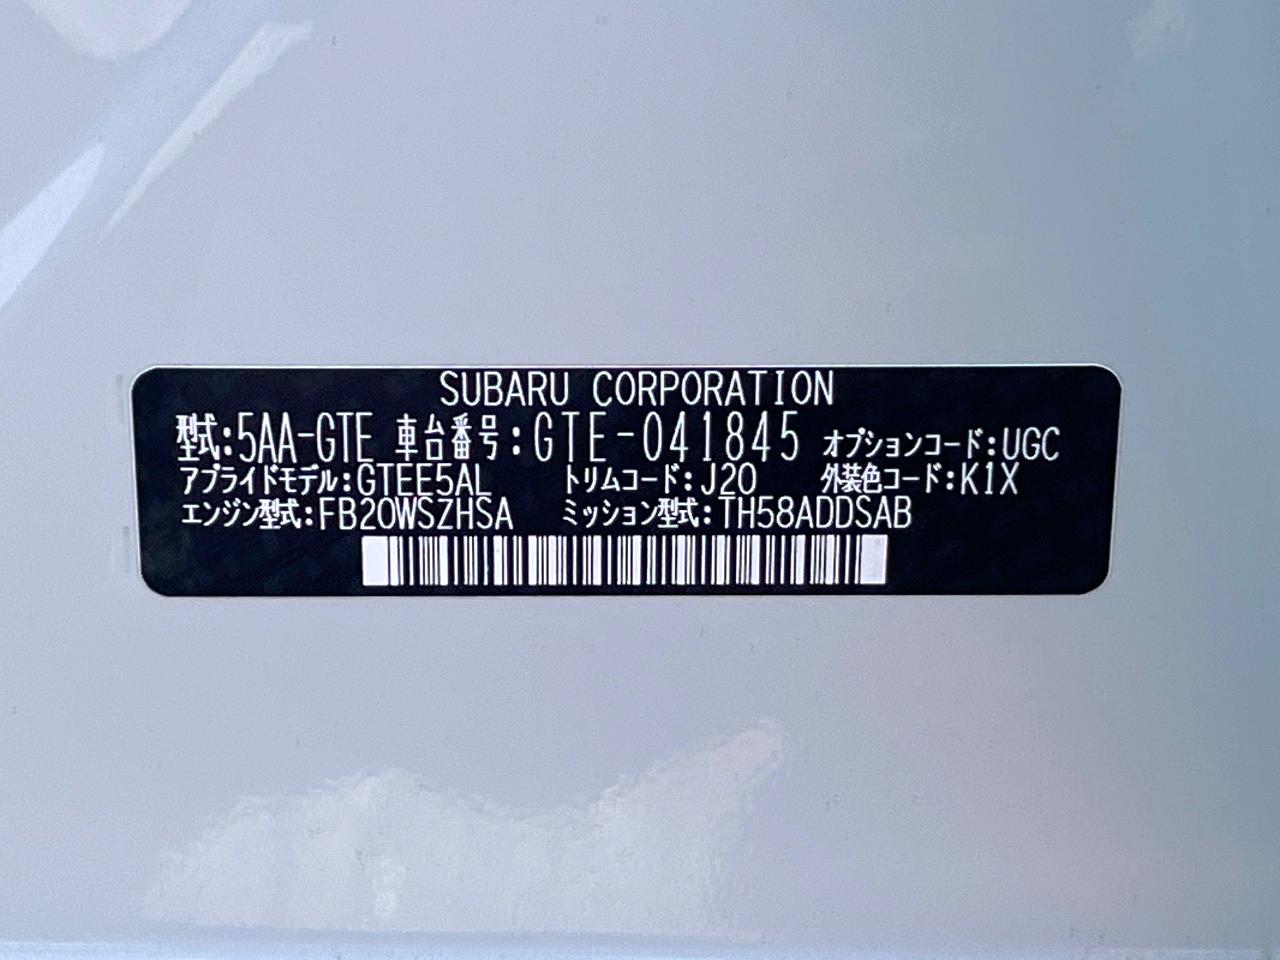 SUBARU CORPORATION
型式:5AA-GTE 車台番号:GTE-041845 オプションコード:UGC
アプライドモデル:GTEE5AL トリムコード:J20 外装色コード:K1X
エンジン型式:FB20WSZHSA ミッション型式:TH58ADDSAB